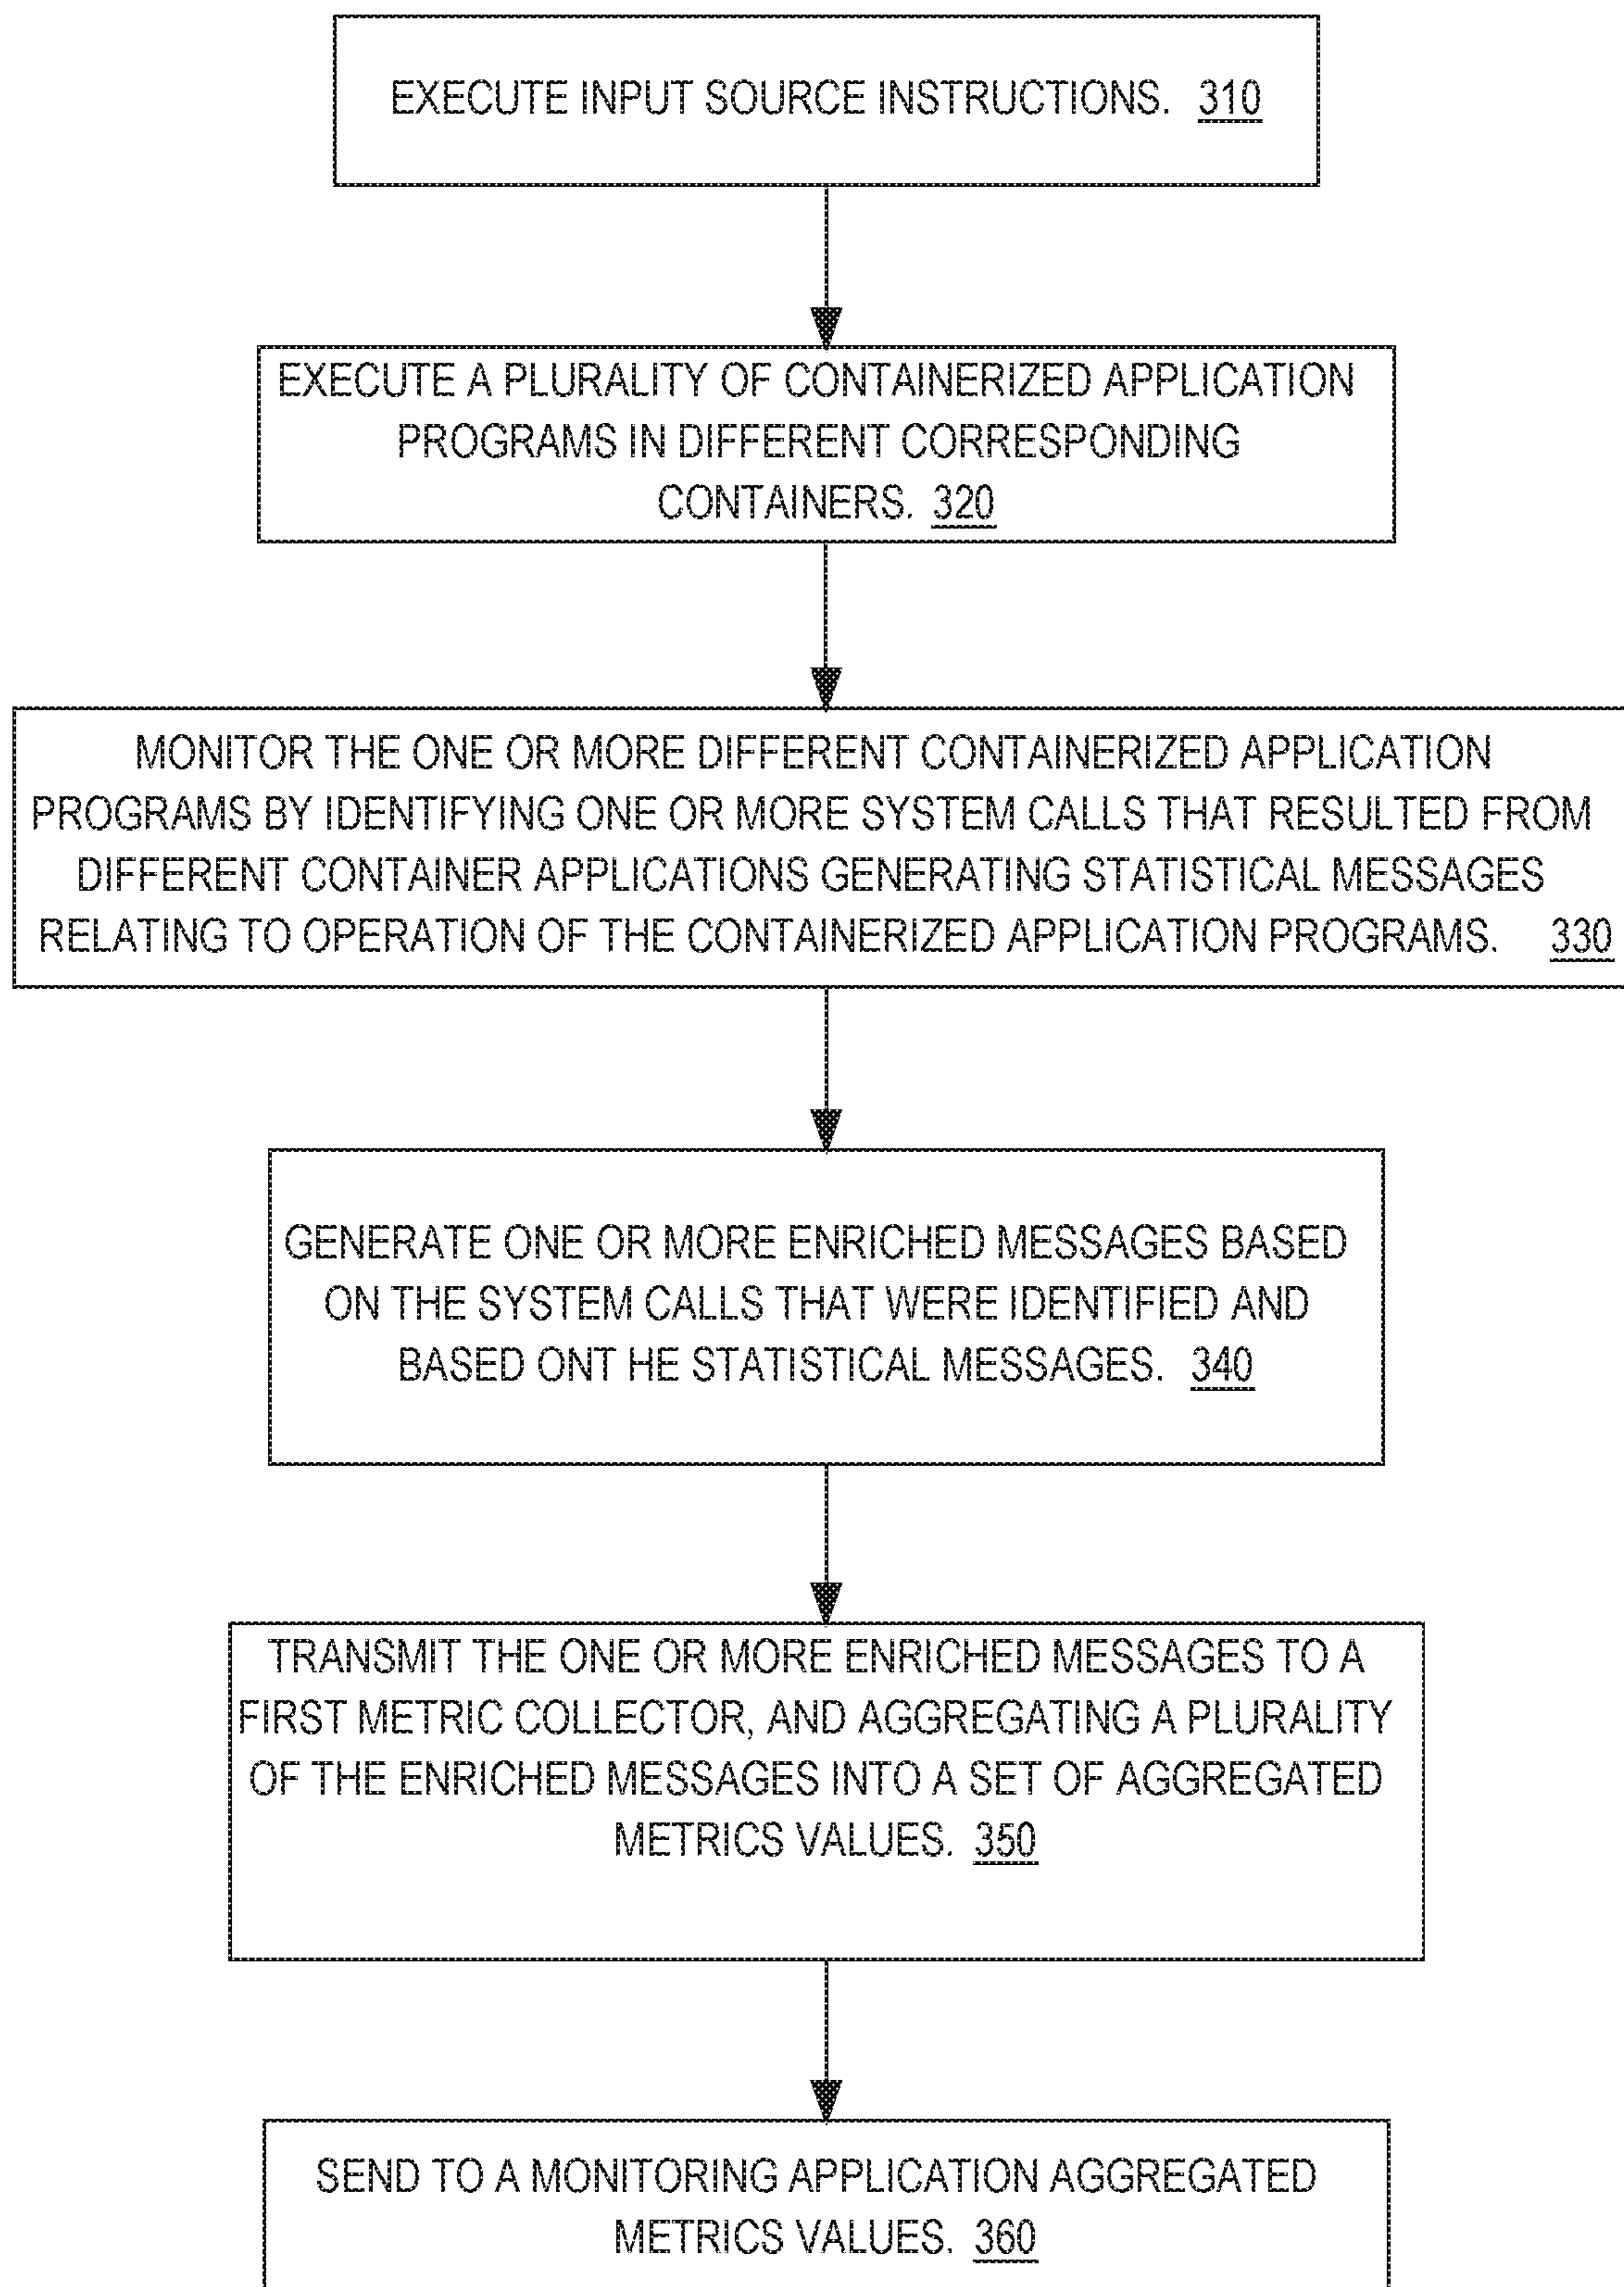 EXECUTE INPUT SOURCE INSTRUCTIONS. 310
EXECUTE A PLURALITY OF CONTAINERIZED APPLICATION
PROGRAMS IN DIFFERENT CORRESPONDING
CONTAINERS. 320
MONITOR THE ONE OR MORE DIFFERENT CONTAINERIZED APPLICATION
PROGRAMS BY IDENTIFYING ONE OR MORE SYSTEM CALLS THAT RESULTED FROM
DIFFERENT CONTAINER APPLICATIONS GENERATING STATISTICAL MESSAGES
RELATING TO OPERATION OF THE CONTAINERIZED APPLICATION PROGRAMS. 330
GENERATE ONE OR MORE ENRICHED MESSAGES BASED
ON THE SYSTEM CALLS THAT WERE IDENTIFIED AND
BASED ONT HE STATISTICAL MESSAGES. 340
TRANSMIT THE ONE OR MORE ENRICHED MESSAGES TO A
FIRST METRIC COLLECTOR, AND AGGREGATING A PLURALITY
OF THE ENRICHED MESSAGES INTO A SET OF AGGREGATED
METRICS VALUES. 350
SEND TO A MONITORING APPLICATION AGGREGATED
METRICS VALUES. 360